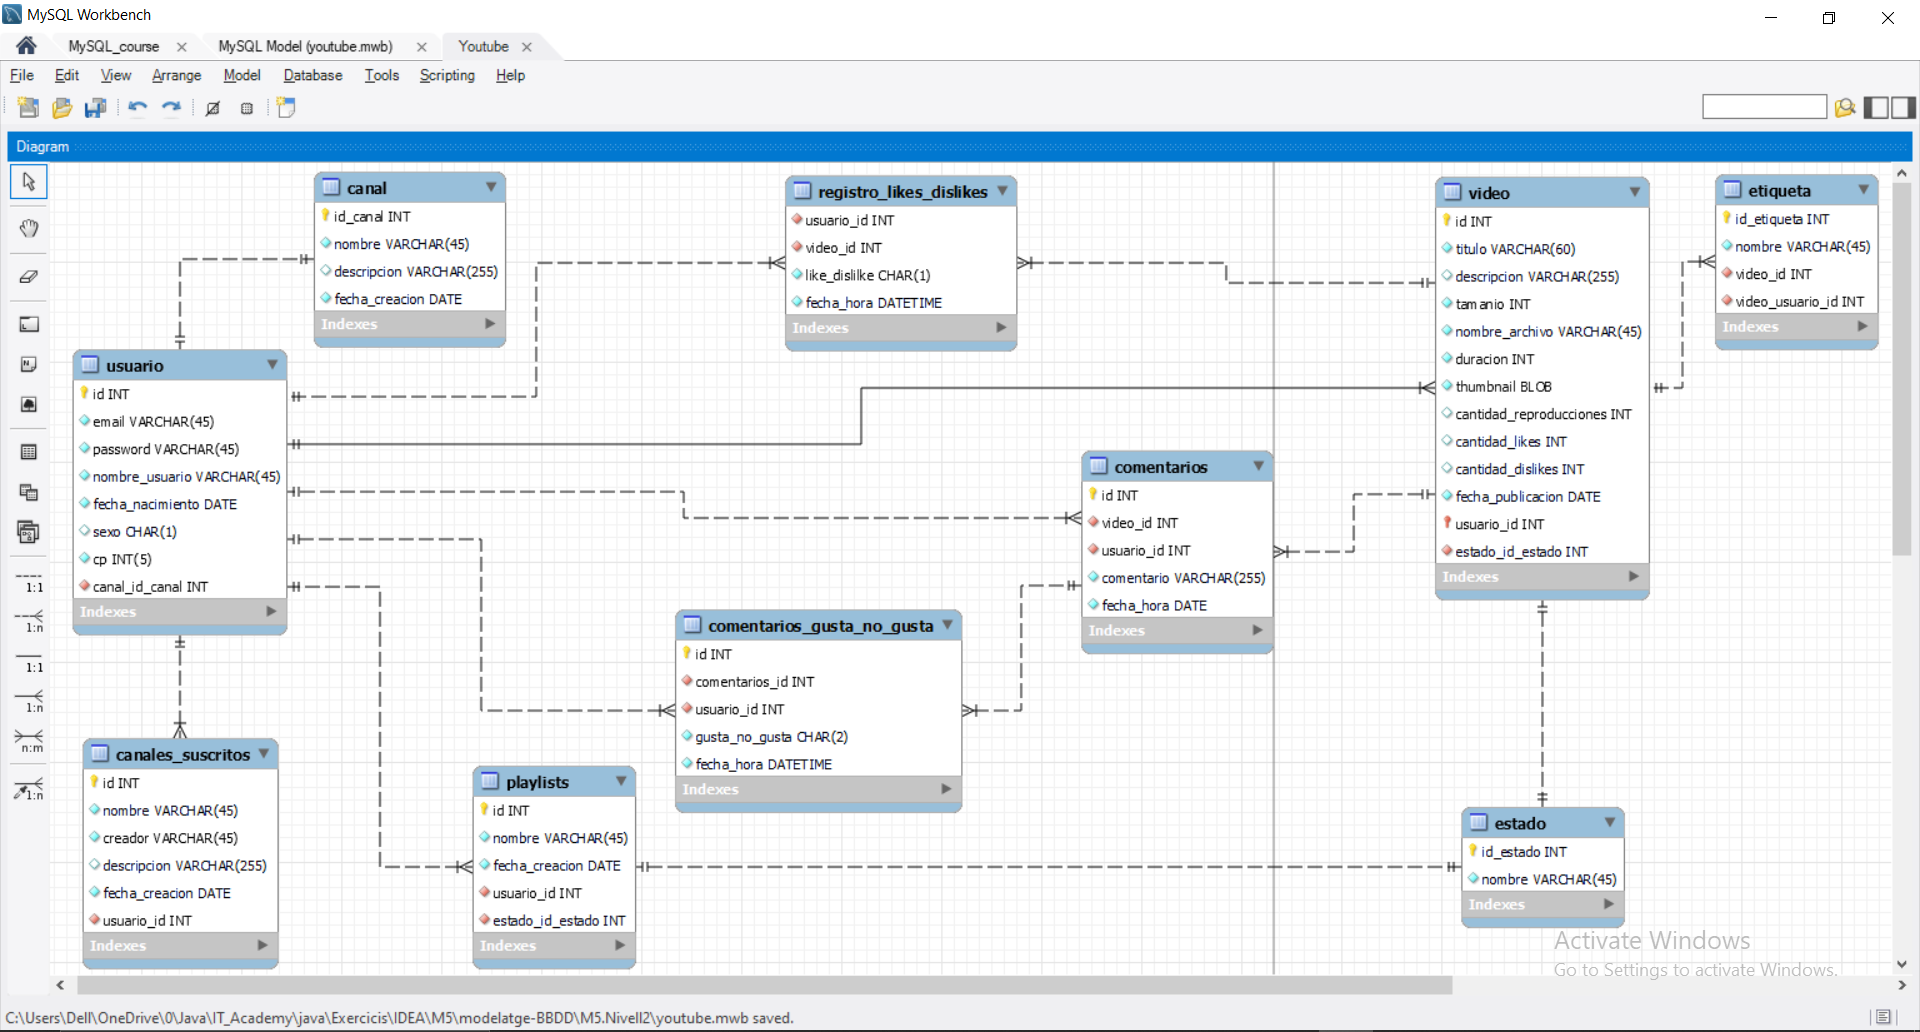 MySQL Workbench
MySQL_course
MySQL Model (youtube.mwb)
Youtube
File Edit View Arrange Model Database Tools Scripting Help
Diagram
1:1
1:n
1:1
1:n
n:m
1:n
canal
id_canal INT
nombre VARCHAR(45)
descripcion VARCHAR(255)
fecha_creacion DATE
Indexes
registro_likes_dislikes
usuario_id INT
video_id INT
like_dislilke CHAR(1)
fecha_hora DATETIME
Indexes
video
id INT
titulo VARCHAR(60)
descripcion VARCHAR(255)
tamanio INT
nombre_archivo VARCHAR(45)
duracion INT
thumbnail BLOB
cantidad_reproducciones INT
cantidad_likes INT
cantidad_dislikes INT
fecha_publicacion DATE
usuario_id INT
estado_id_estado INT
Indexes
etiqueta
id_etiqueta INT
nombre VARCHAR(45)
video_id INT
video_usuario_id INT
Indexes
usuario
id INT
email VARCHAR(45)
password VARCHAR(45)
nombre_usuario VARCHAR(45)
fecha_nacimiento DATE
sexo CHAR(1)
cp INT(5)
canal_id_canal INT
Indexes
comentarios
id INT
video_id INT
usuario_id INT
comentario VARCHAR(255)
fecha_hora DATE
Indexes
comentarios_gusta_no_gusta
id INT
comentarios_id INT
usuario_id INT
gusta_no_gusta CHAR(2)
fecha_hora DATETIME
Indexes
canales_suscritos
id INT
nombre VARCHAR(45)
creador VARCHAR(45)
descripcion VARCHAR(255)
fecha_creacion DATE
usuario_id INT
Indexes
playlists
id INT
nombre VARCHAR(45)
fecha_creacion DATE
usuario_id INT
estado_id_estado INT
Indexes
estado
id_estado INT
nombre VARCHAR(45)
Indexes
Activate Windows
Go to Settings to activate Windows.
C:\Users\Dell\OneDrive\0\Java\IT_Academy\java\Exercicis\IDEA\M5\modelatge-BBDD\M5.Nivell2\youtube.mwb saved.